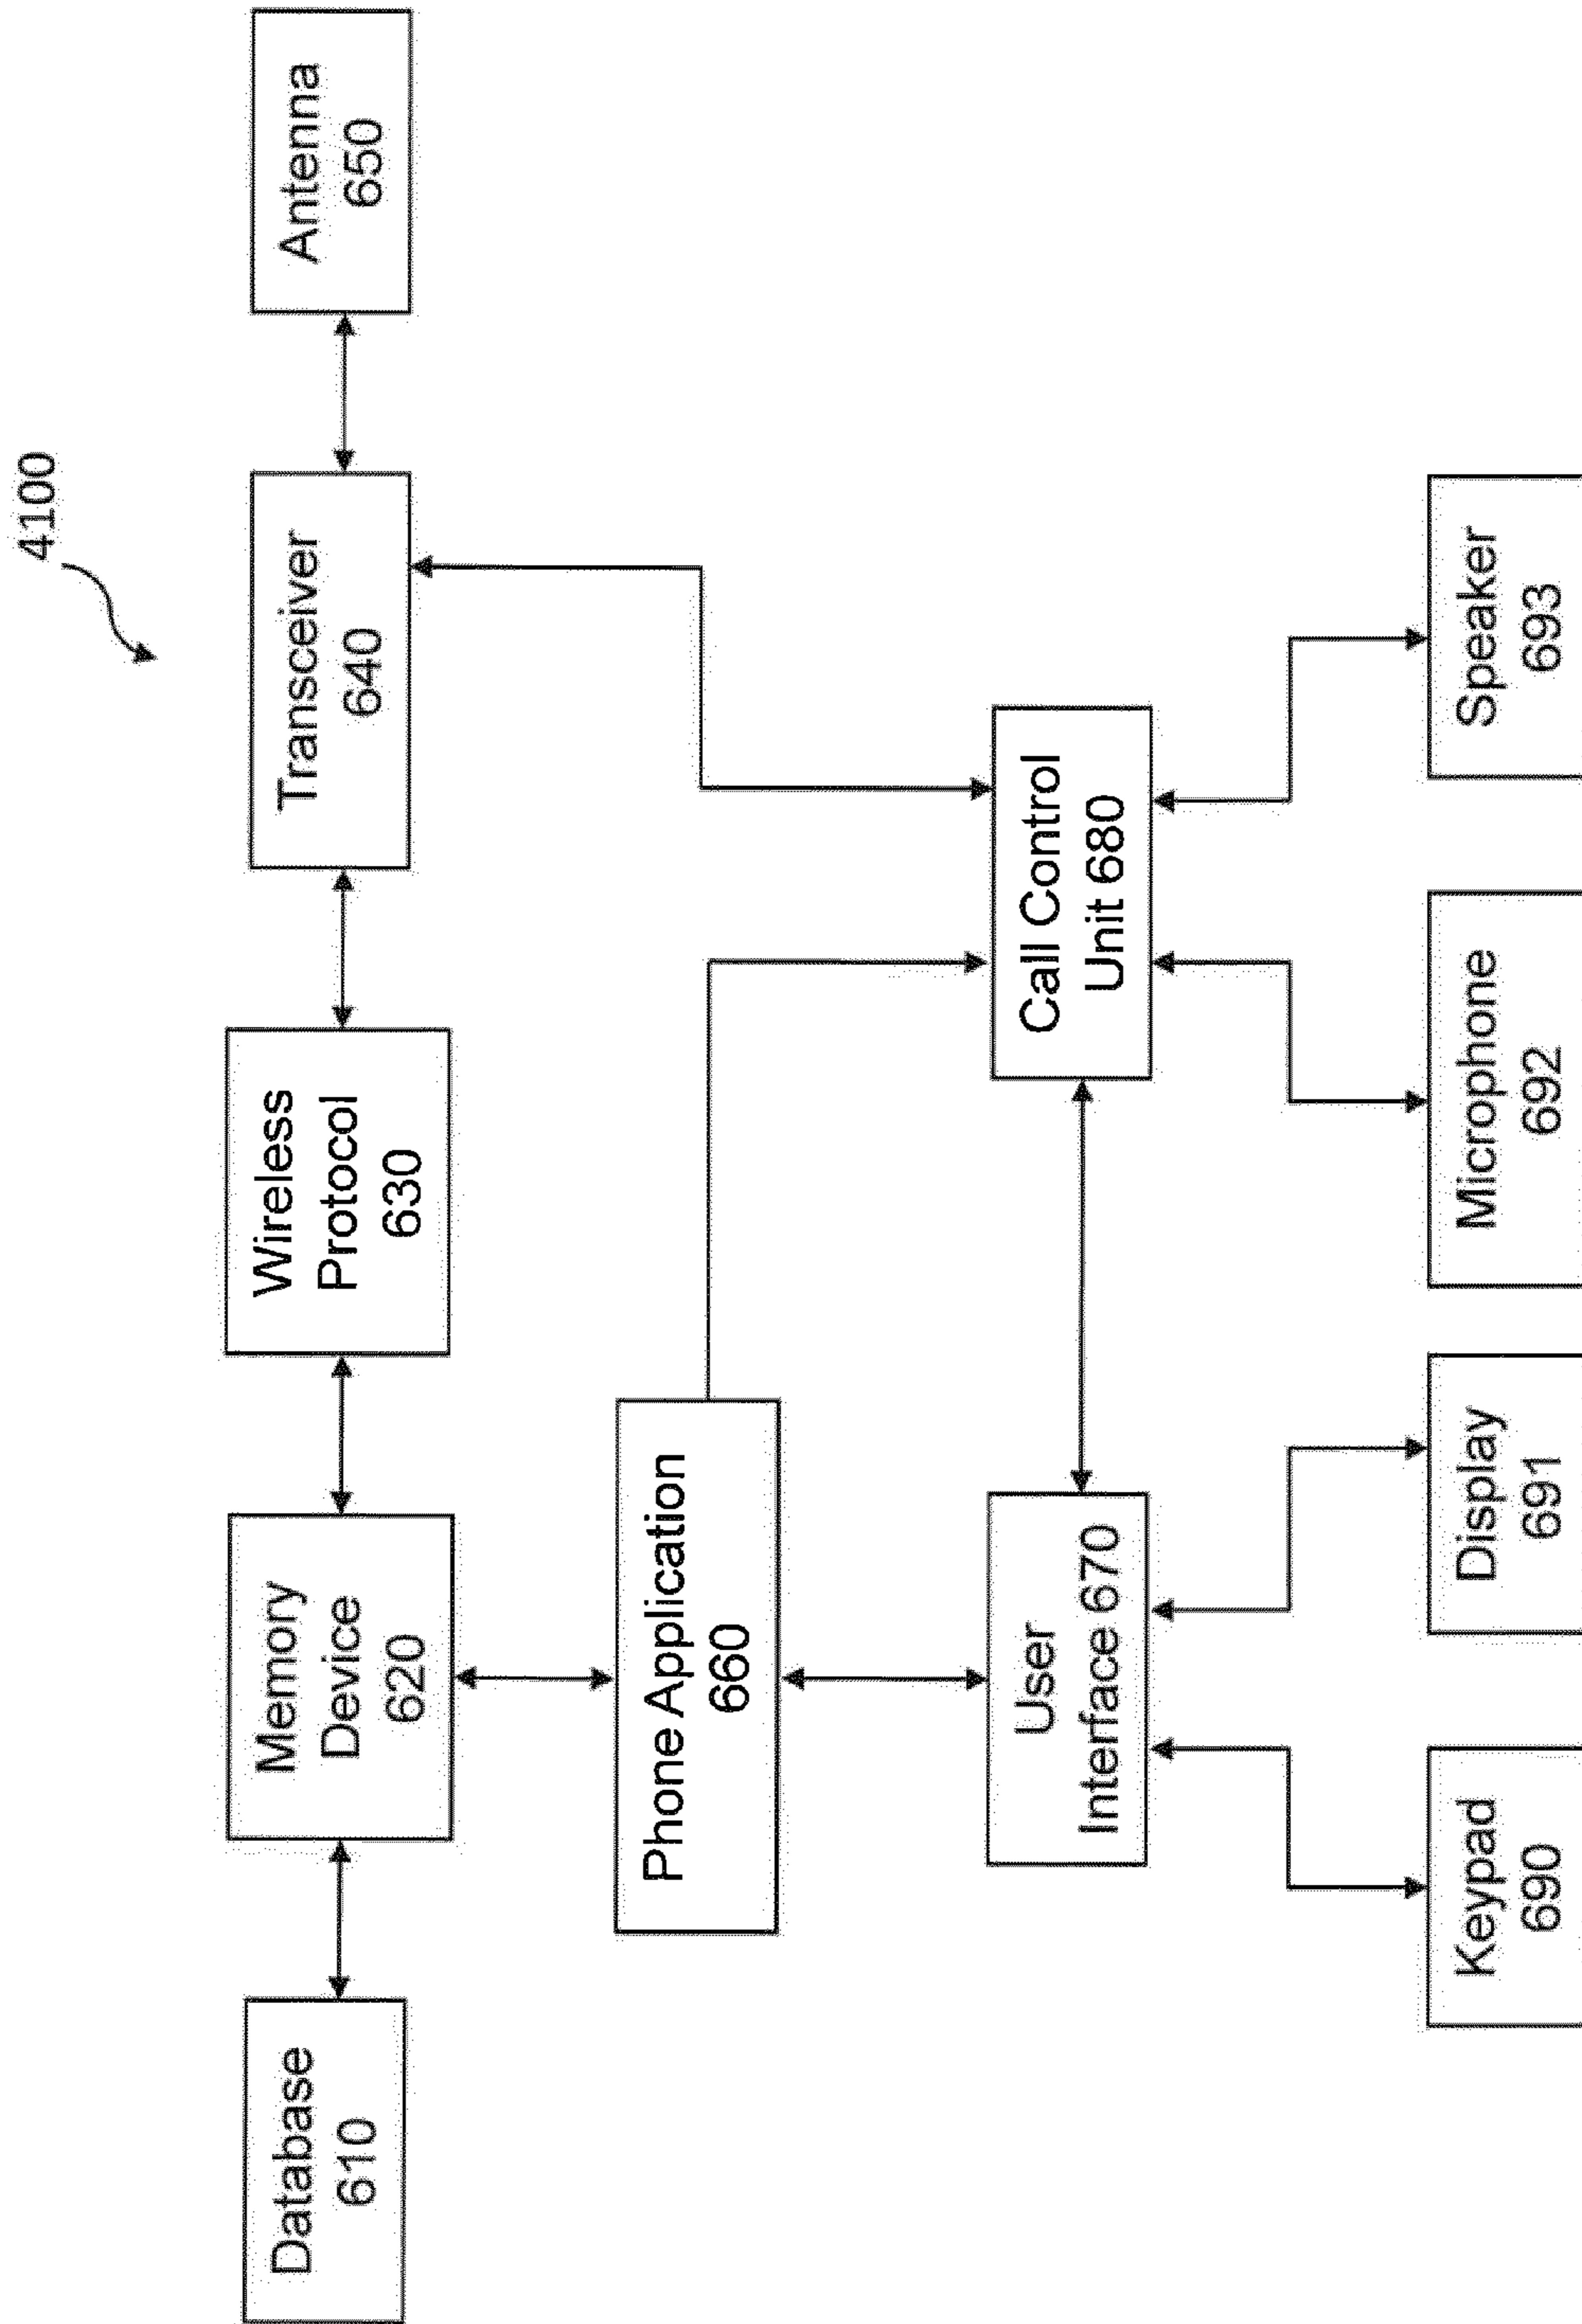 4100
Database
610
Memory
Device
620
Wireless
Protocol
630
Transceiver
640
Antenna
650
Phone Application
660
User
Interface 670
Call Control
Unit 680
Keypad
690
Display
691
Microphone
692
Speaker
693